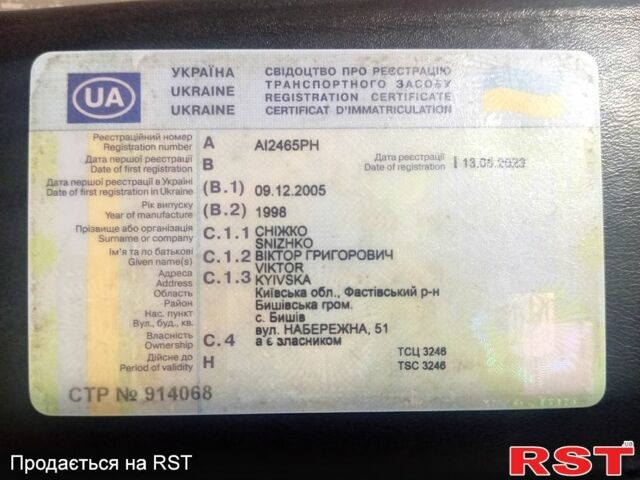 УКРАЇНА
UKRAINE
UKRAINE
СВІДОЦТВО ПРО РЕЄСТРАЦІЮ
ТРАНСПОРТНОГО ЗАСОБУ
REGISTRATION CERTIFICATE
CERTIFICAT D'IMMATRICULATION
UA
Реєстраційний номер
Registration number
A AI2465PH
Дата першої реєстрації
Date of first registration
B
Дата реєстрації
Date of registration
I 13.05.2023
Дата першої реєстрації в Україні
Date of first registration in Ukraine
(B.1) 09.12.2005
Рік випуску
Year of manufacture
(B.2) 1998
Прізвище або організація
Surname or company
C.1.1 СНІЖКО
SNIZHKO
Ім'я та по батькові
Given name(s)
C.1.2 ВІКТОР ГРИГОРОВИЧ
VIKTOR
Адреса
Address
Область
Район
Нас. пункт
Вул., буд., кв.
C.1.3 KYIVSKA
Київська обл., Фастівський р-н
Бишівська гром.
с. Бишів
вул. НАБЕРЕЖНА, 51
Власність
Ownership
C.4 а є зласником
Дійсне до
Period of validity
H
ТСЦ 3246
TSC 3246
СТР № 914068
Продається на RST
RST